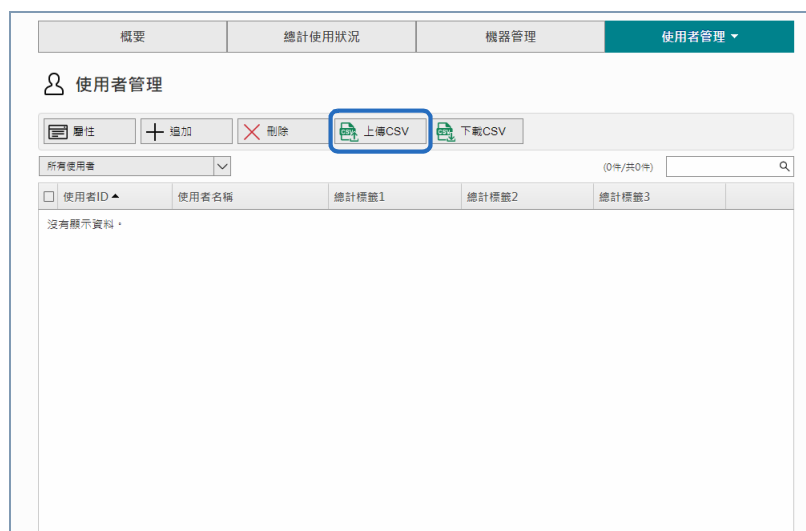 概要 總計使用狀況 機器管理 使用者管理
使用者管理
屬性 追加 刪除 上傳CSV 下載CSV
所有使用者 (0件/共0件)
使用者ID 使用者名稱 總計標籤1 總計標籤2 總計標籤3
沒有顯示資料。